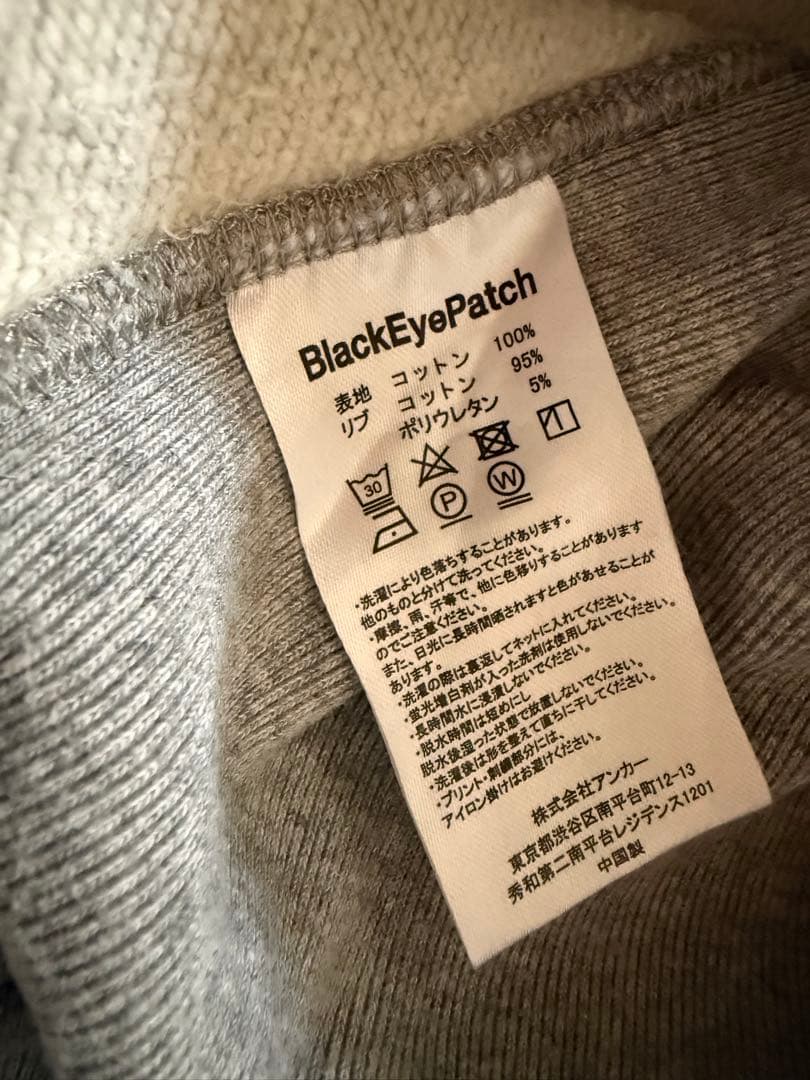 BlackEyePatch
表地 コットン 100%
リブ コットン 95%
ポリウレタン 5%
30
P W
・洗濯により色落ちすることがあります。
他のものと分けて洗ってください。
・摩擦、雨、汗等で、他に色移りすることがあります
のでご注意ください。
また、日光に長時間晒されますと色があせることが
あります。
・洗濯の際は裏返してネットに入れてください。
・蛍光増白剤が入った洗剤は使用しないでください。
・長時間水に浸漬しないでください。
・脱水時間は短めにし
脱水後湿った状態で放置しないでください。
・洗濯後は形を整えて直ちに干してください。
・プリント・刺繍部分には、
アイロン掛けはお避けください。
株式会社アンカー
東京都渋谷区南平台町12-13
秀和第二南平台レジデンス1201
中国製